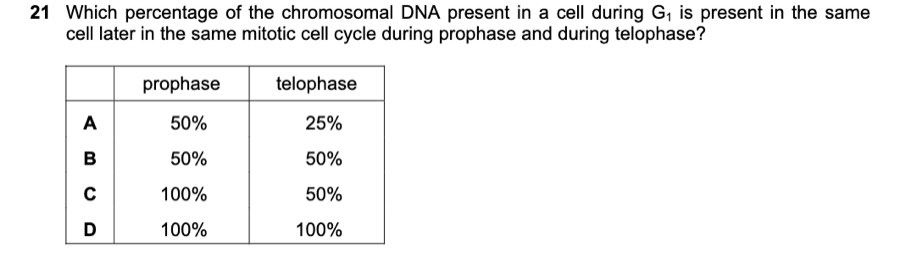 21 Which percentage of the chromosomal DNA present in a cell during G₁ is present in the same
cell later in the same mitotic cell cycle during prophase and during telophase?
prophase telophase
A 50% 25%
B 50% 50%
C 100% 50%
D 100% 100%